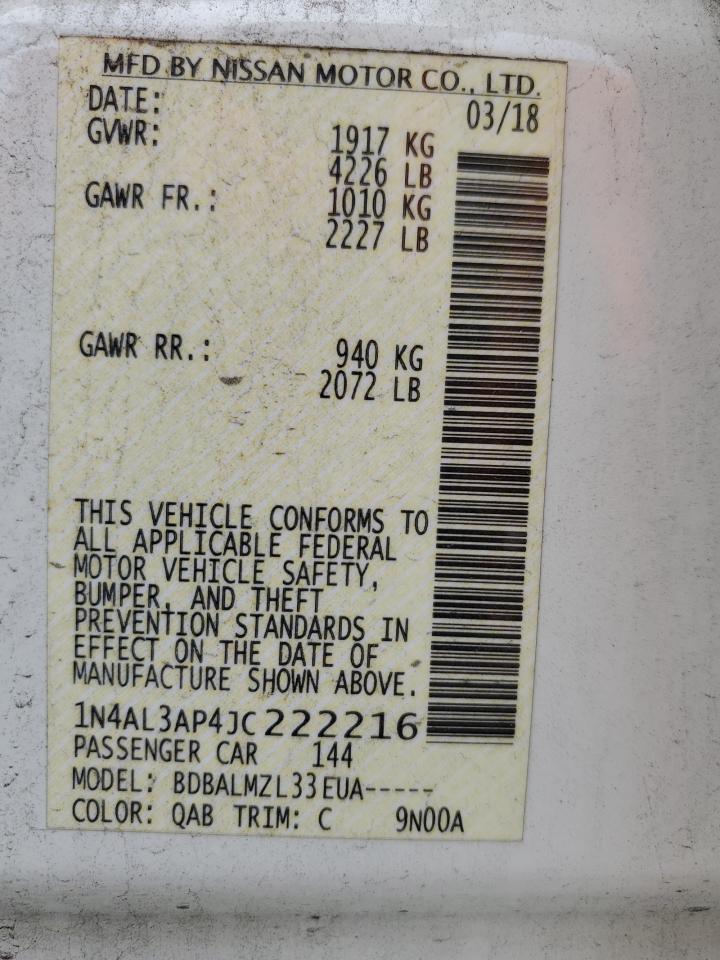 MFD BY NISSAN MOTOR CO., LTD.
DATE: 03/18
GVWR: 1917 KG
4226 LB
GAWR FR.: 1010 KG
2227 LB
GAWR RR.: 940 KG
2072 LB
THIS VEHICLE CONFORMS TO
ALL APPLICABLE FEDERAL
MOTOR VEHICLE SAFETY,
BUMPER, AND THEFT
PREVENTION STANDARDS IN
EFFECT ON THE DATE OF
MANUFACTURE SHOWN ABOVE.
1N4AL3AP4JC222216
PASSENGER CAR 144
MODEL: BDBALMZL33EUA-----
COLOR: QAB TRIM: C 9N00A